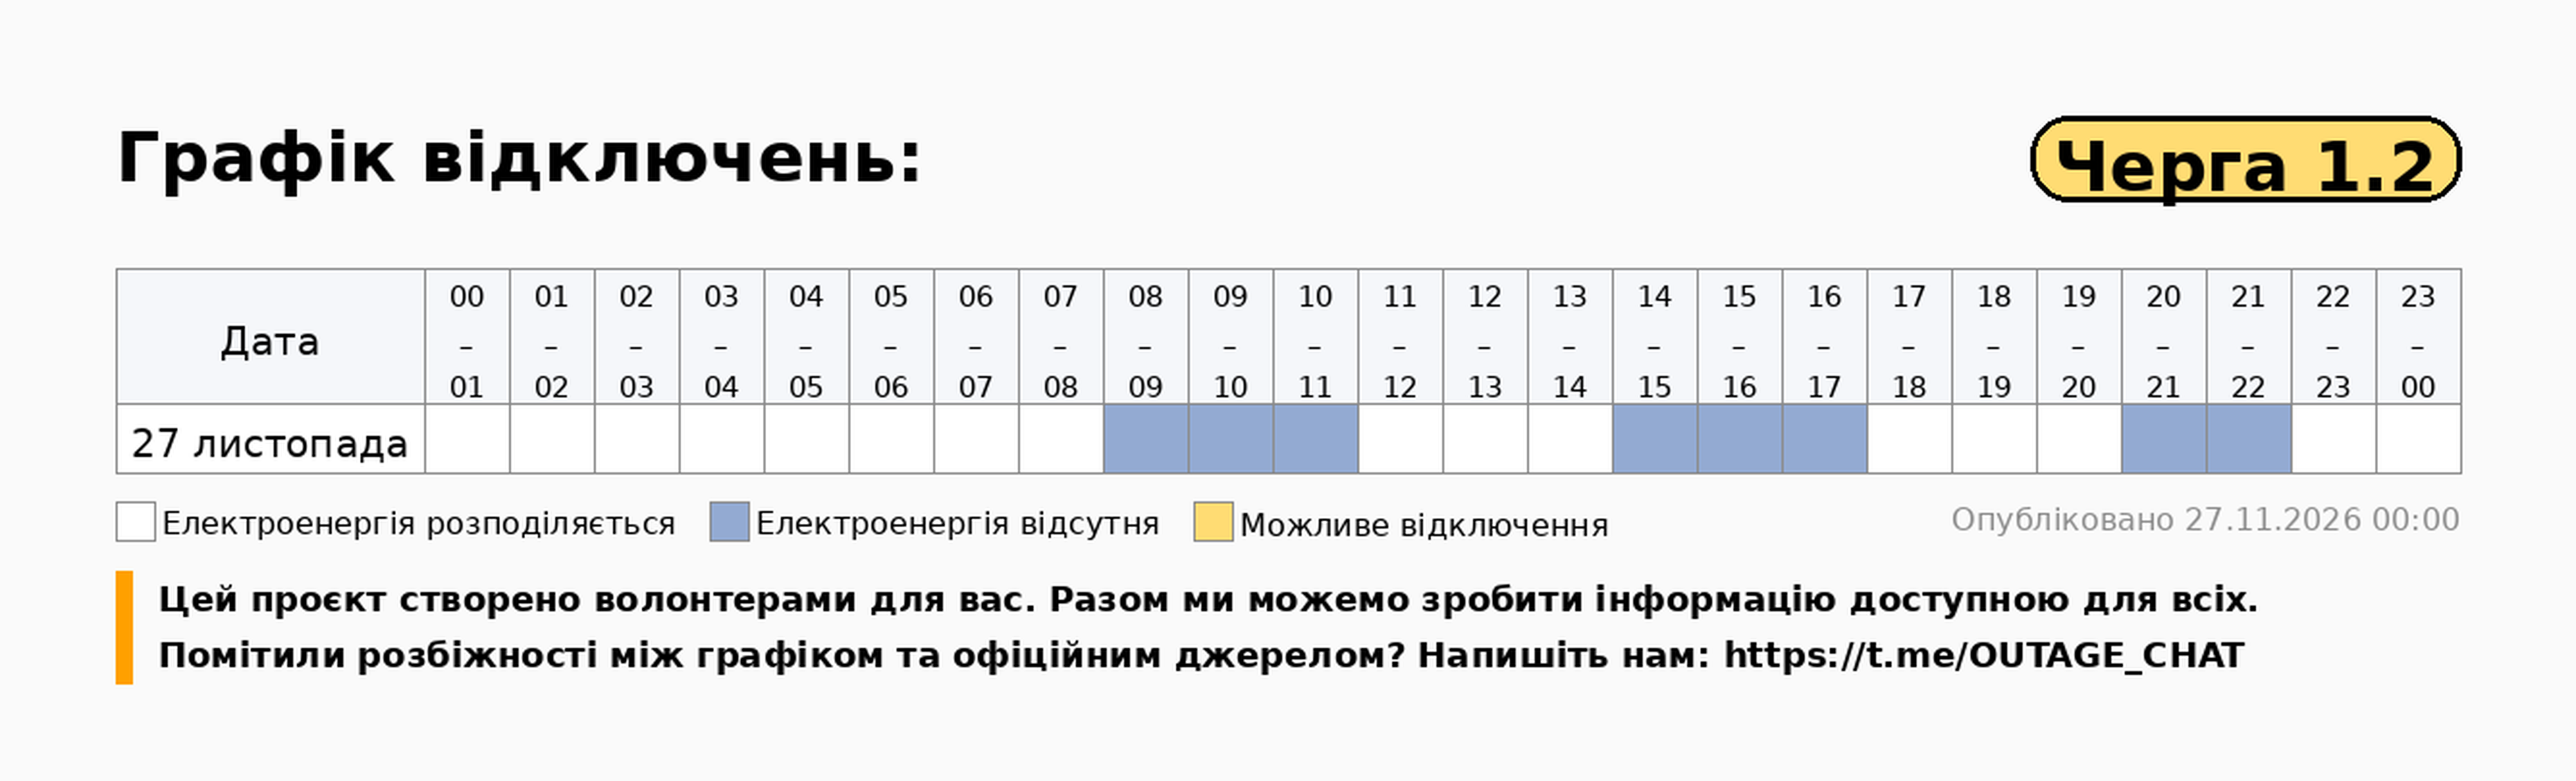 Графік відключень:
Черга 1.2
Дата 00 – 01 01 – 02 02 – 03 03 – 04 04 – 05 05 – 06 06 – 07 07 – 08 08 – 09 09 – 10 10 – 11 11 – 12 12 – 13 13 – 14 14 – 15 15 – 16 16 – 17 17 – 18 18 – 19 19 – 20 20 – 21 21 – 22 22 – 23 23 – 00
27 листопада
Електроенергія розподіляється Електроенергія відсутня Можливе відключення
Опубліковано 27.11.2026 00:00
Цей проєкт створено волонтерами для вас. Разом ми можемо зробити інформацію доступною для всіх.
Помітили розбіжності між графіком та офіційним джерелом? Напишіть нам: https://t.me/OUTAGE_CHAT